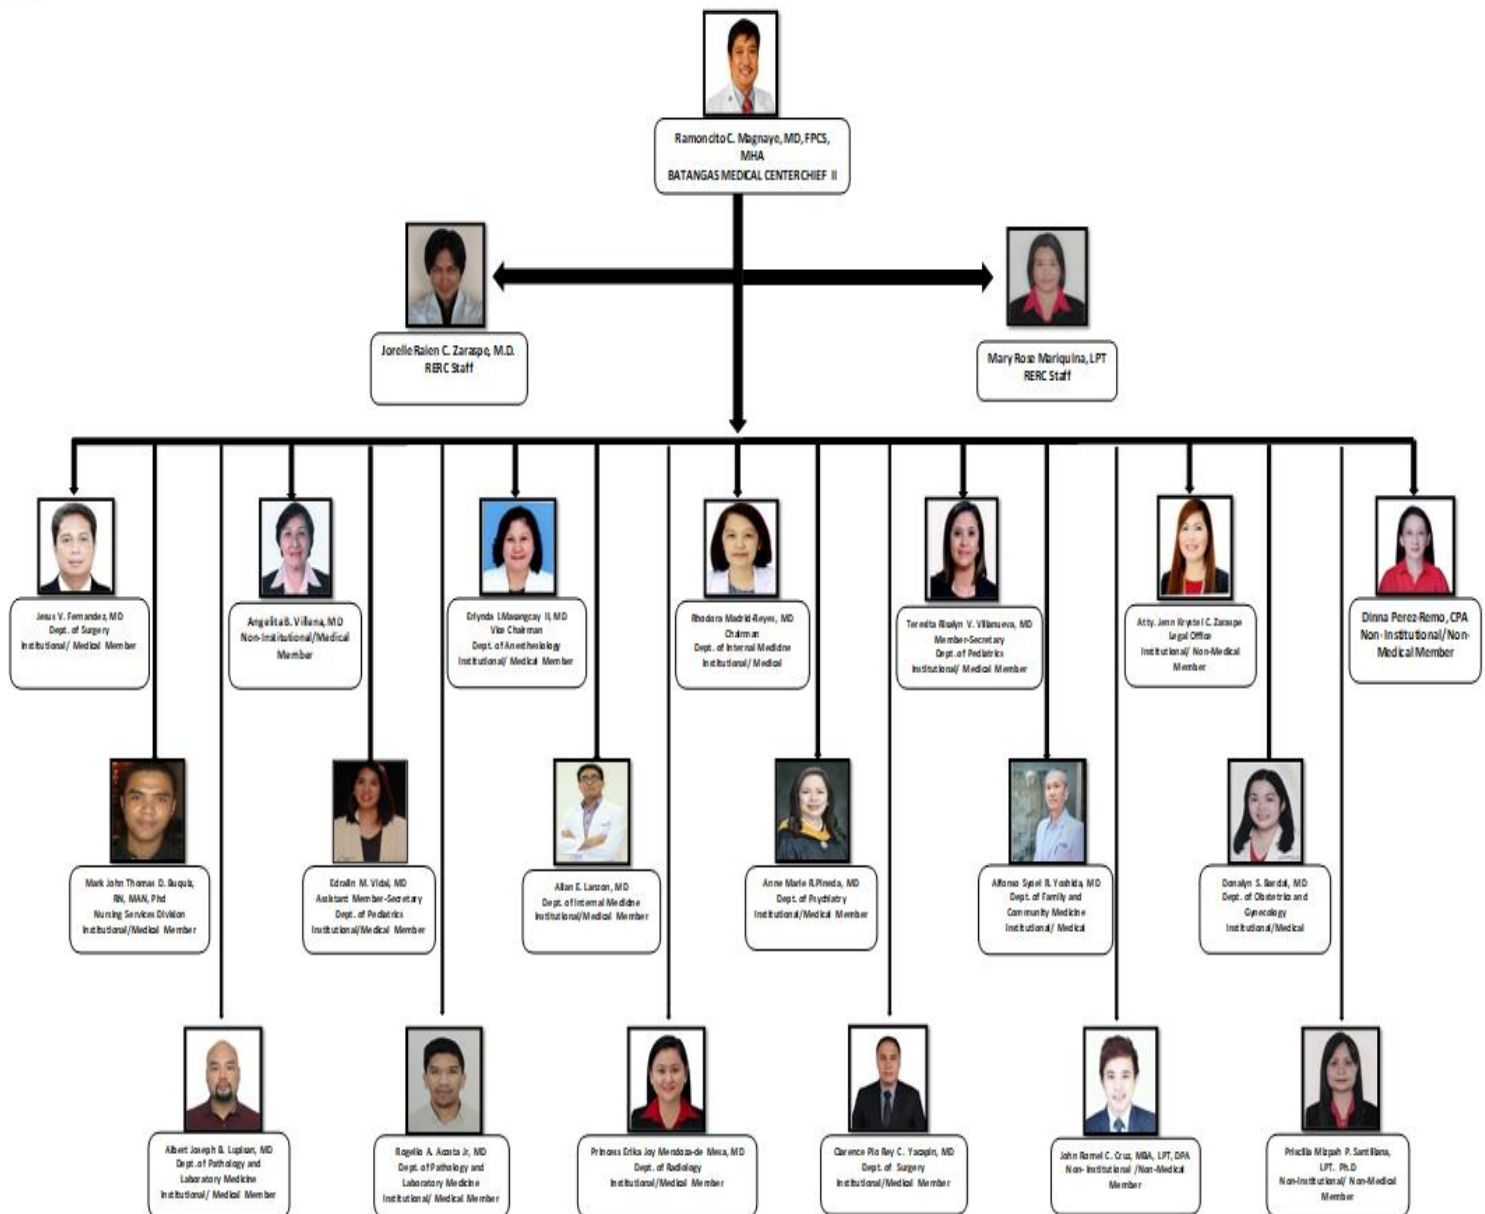 Ramoncito C. Magnaye, MD, FPCS,
MHA
BATANGAS MEDICAL CENTER CHIEF II
Jorelle Raien C. Zaraspe, M.D.
RERC Staff
Mary Rose Mariquina, LPT
RERC Staff
Jesus V. Fernandez, MD
Dept. of Surgery
Institutional/ Medical Member
Angelita B. Villena, MD
Non-Institutional/Medical
Member
Erlynda
II, MD
Vice Chairman
Dept. of Anesthesiology
Institutional/ Medical Member
Rhodora Madrid-Reyes, MD
Chairman
Dept. of Internal Medicine
Institutional/ Medical
Teresita Risalyn V. Villanueva, MD
Member-Secretary
Dept. of Pediatrics
Institutional/ Medical Member
Atty. Jenn Krystel C. Zaraspe
Legal Office
Institutional/ Non-Medical
Member
Dinna Perez-Remo, CPA
Non-Institutional/Non-
Medical Member
Mark John Thomas D.
RN, MAN, Phd
Nursing Services Division
Institutional/Medical Member
Edralin M. Vidal, MD
Assistant Member-Secretary
Dept. of Pediatrics
Institutional/Medical Member
Allan E. Lanzon, MD
Dept. of Internal Medicine
Institutional/Medical Member
Anne Marie R.Pineda, MD
Dept. of Psychiatry
Institutional/Medical Member
Alfonso
R. Yoshida, MD
Dept. of Family and
Community Medicine
Institutional/ Medical
Donalyn S.
MD
Dept. of Obstetrics and
Gynecology
Institutional/Medical
Albert Joseph B. Lupisan, MD
Dept. of Pathology and
Laboratory Medicine
Institutional/ Medical Member
Rogelio A. Acosta Jr, MD
Dept. of Pathology and
Laboratory Medicine
Institutional/ Medical Member
Princess Erika Joy Mendoza-de Mesa, MD
Dept. of Radiology
Institutional/Medical Member
Clarence Pio Rey C. Yacapin, MD
Dept. of Surgery
Institutional/Medical Member
John Romel C. Cruz, MBA, LPT, DPA
Non- Institutional /Non-Medical
Member
Priscilla Mizpah P. Santillana,
LPT. Ph.D
Non-Institutional/ Non-Medical
Member